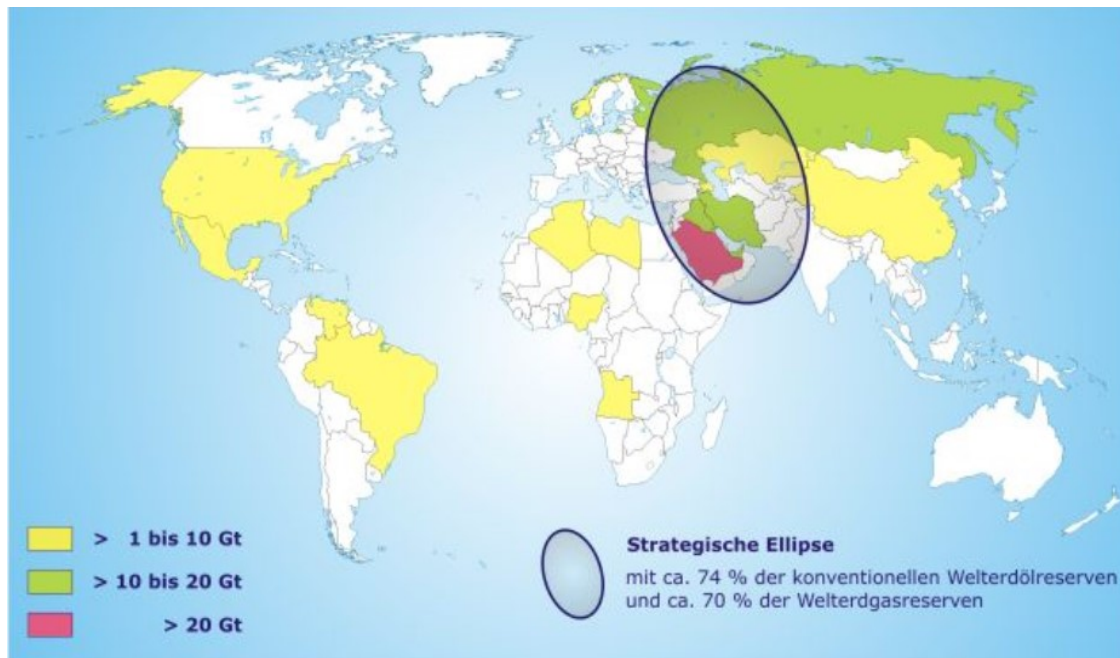 > 1 bis 10 Gt
> 10 bis 20 Gt
> 20 Gt
Strategische Ellipse
mit ca. 74 % der konventionellen Welterdölreserven
und ca. 70 % der Welterdgasreserven